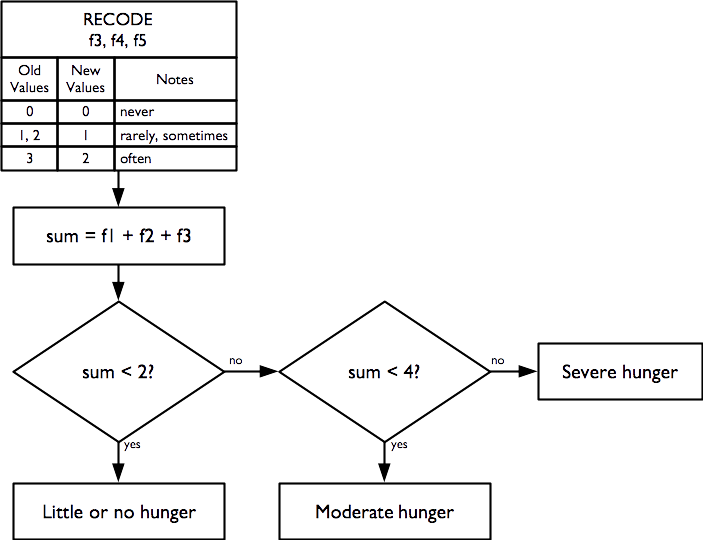 RECODE
f3, f4, f5
Old Values
New Values
Notes
0 0 never
1, 2 1 rarely, sometimes
3 2 often
sum = f1 + f2 + f3
sum < 2?
no
sum < 4?
no
Severe hunger
yes
yes
Little or no hunger
Moderate hunger